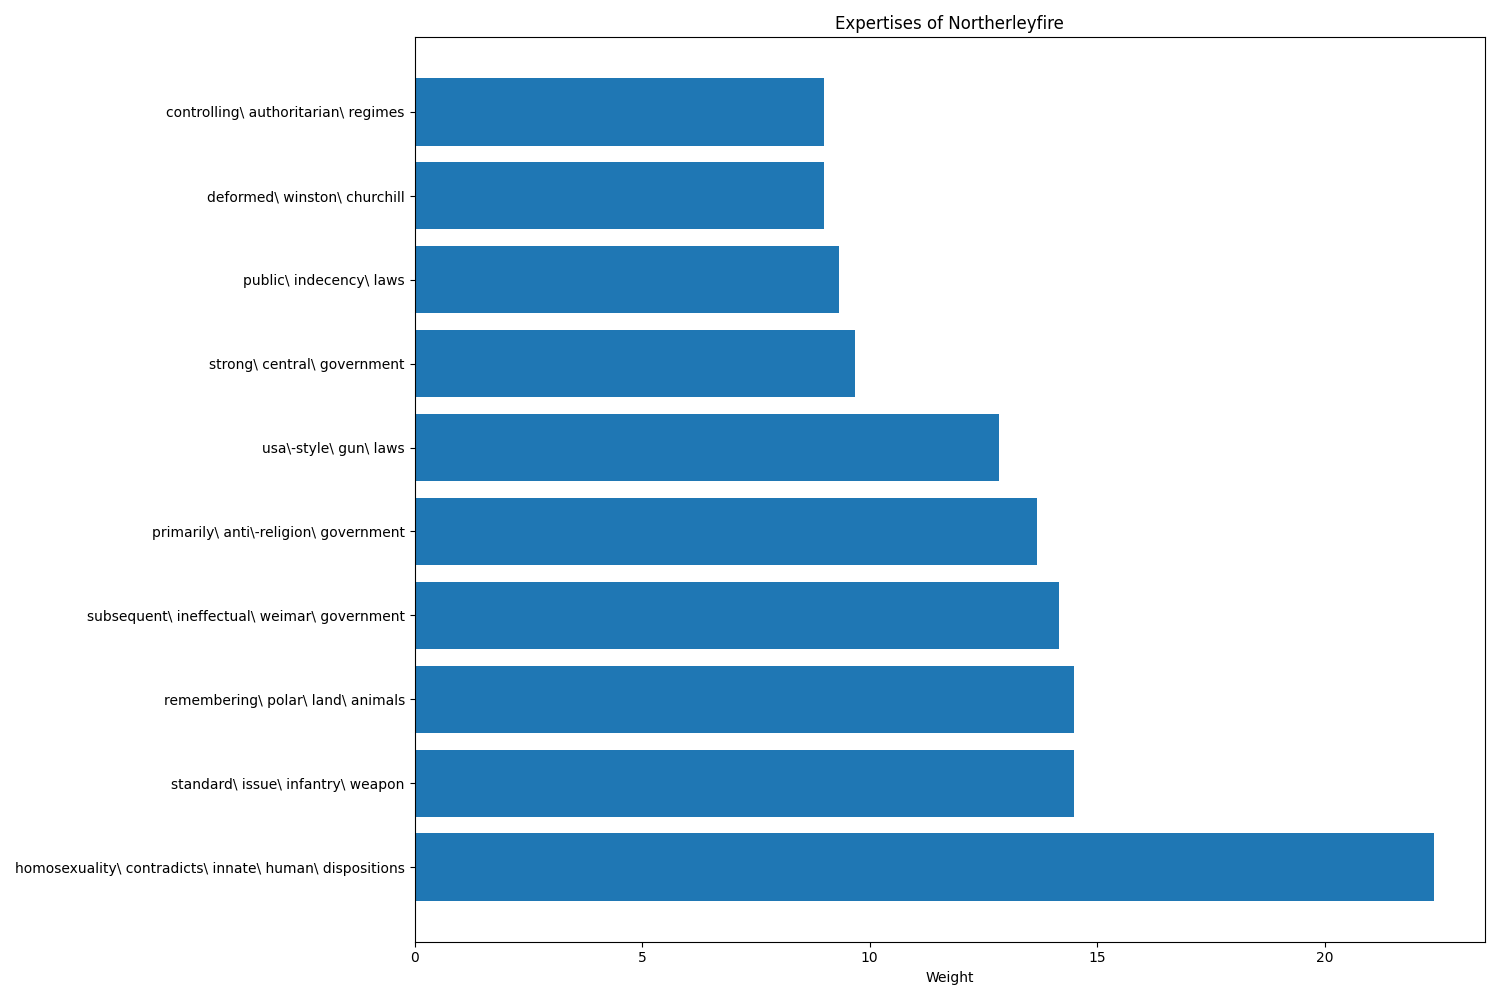 Expertises of Northerleyfire
controlling\ authoritarian\ regimes
deformed\ winston\ churchill
public\ indecency\ laws
strong\ central\ government
usa\-style\ gun\ laws
primarily\ anti\-religion\ government
subsequent\ ineffectual\ weimar\ government
remembering\ polar\ land\ animals
standard\ issue\ infantry\ weapon
homosexuality\ contradicts\ innate\ human\ dispositions
0 5 10 15 20
Weight